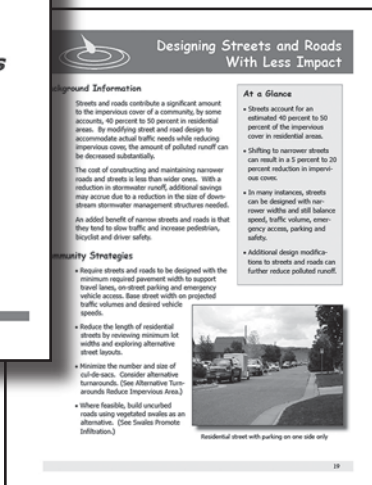 s
Designing Streets and Roads
With Less Impact
ckground Information
Streets and roads contribute a significant amount
to the impervious cover of a community, by some
accounts, 40 percent to 50 percent in residential
areas. By modifying street and road design to
accommodate actual traffic needs while reducing
impervious cover, the amount of polluted runoff can
be decreased substantially.
The cost of constructing and maintaining narrower
roads and streets is less than wider ones. With a
reduction in stormwater runoff, additional savings
may accrue due to a reduction in the size of down-
stream stormwater management structures needed.
An added benefit of narrow streets and roads is that
they tend to slow traffic and increase pedestrian,
bicyclist and driver safety.
mmunity Strategies
• Require streets and roads to be designed with the
minimum required pavement width to support
travel lanes, on-street parking and emergency
vehicle access. Base street width on projected
traffic volumes and desired vehicle
speeds.
• Reduce the length of residential
streets by reviewing minimum lot
widths and exploring alternative
street layouts.
• Minimize the number and size of
cul-de-sacs. Consider alternative
turnarounds. (See Alternative Turn-
arounds Reduce Impervious Area.)
• Where feasible, build uncurbed
roads using vegetated swales as an
alternative. (See Swales Promote
Infiltration.)
At a Glance
• Streets account for an
estimated 40 percent to 50
percent of the impervious
cover in residential areas.
• Shifting to narrower streets
can result in a 5 percent to 20
percent reduction in impervi-
ous cover.
• In many instances, streets
can be designed with nar-
rower widths and still balance
speed, traffic volume, emer-
gency access, parking and
safety.
• Additional design modifica-
tions to streets and roads can
further reduce polluted runoff.
Residential street with parking on one side only
19